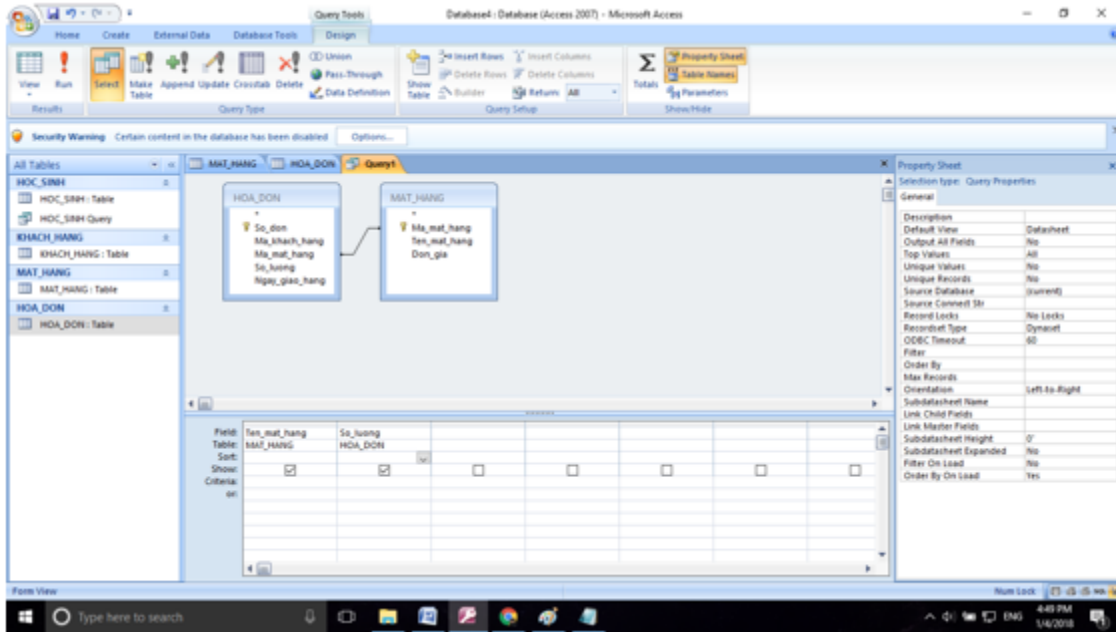 Query Tools Database4 : Database (Access 2007) - Microsoft Access
Home Create External Data Database Tools Design
View Run Select Make Table Append Update Crosstab Delete Union Pass-Through Data Definition Show Table Insert Rows Delete Rows Builder Insert Columns Delete Columns Return: All Totals Property Sheet Table Names Parameters
Results Query Type Query Setup Show/Hide
Security Warning Certain content in the database has been disabled Options...
All Tables
HOC_SINH
HOC_SINH : Table
HOC_SINH Query
KHACH_HANG
KHACH_HANG : Table
MAT_HANG
MAT_HANG : Table
HOA_DON
HOA_DON : Table
MAT_HANG HOA_DON Query1
HOA_DON
*
So_don
Ma_khach_hang
Ma_mat_hang
So_luong
Ngay_giao_hang
MAT_HANG
*
Ma_mat_hang
Ten_mat_hang
Don_gia
Field: Ten_mat_hang So_luong
Table: MAT_HANG HOA_DON
Sort:
Show:
Criteria:
or:
Property Sheet
Selection type: Query Properties
General
Description
Default View Datasheet
Output All Fields No
Top Values All
Unique Values No
Unique Records No
Source Database (current)
Source Connect Str
Record Locks No Locks
Recordset Type Dynaset
ODBC Timeout 60
Filter
Order By
Max Records
Orientation Left-to-Right
Subdatasheet Name
Link Child Fields
Link Master Fields
Subdatasheet Height 0"
Subdatasheet Expanded No
Filter On Load No
Order By On Load Yes
Form View Num Lock
Type here to search ENG 4:49 PM
1/4/2018